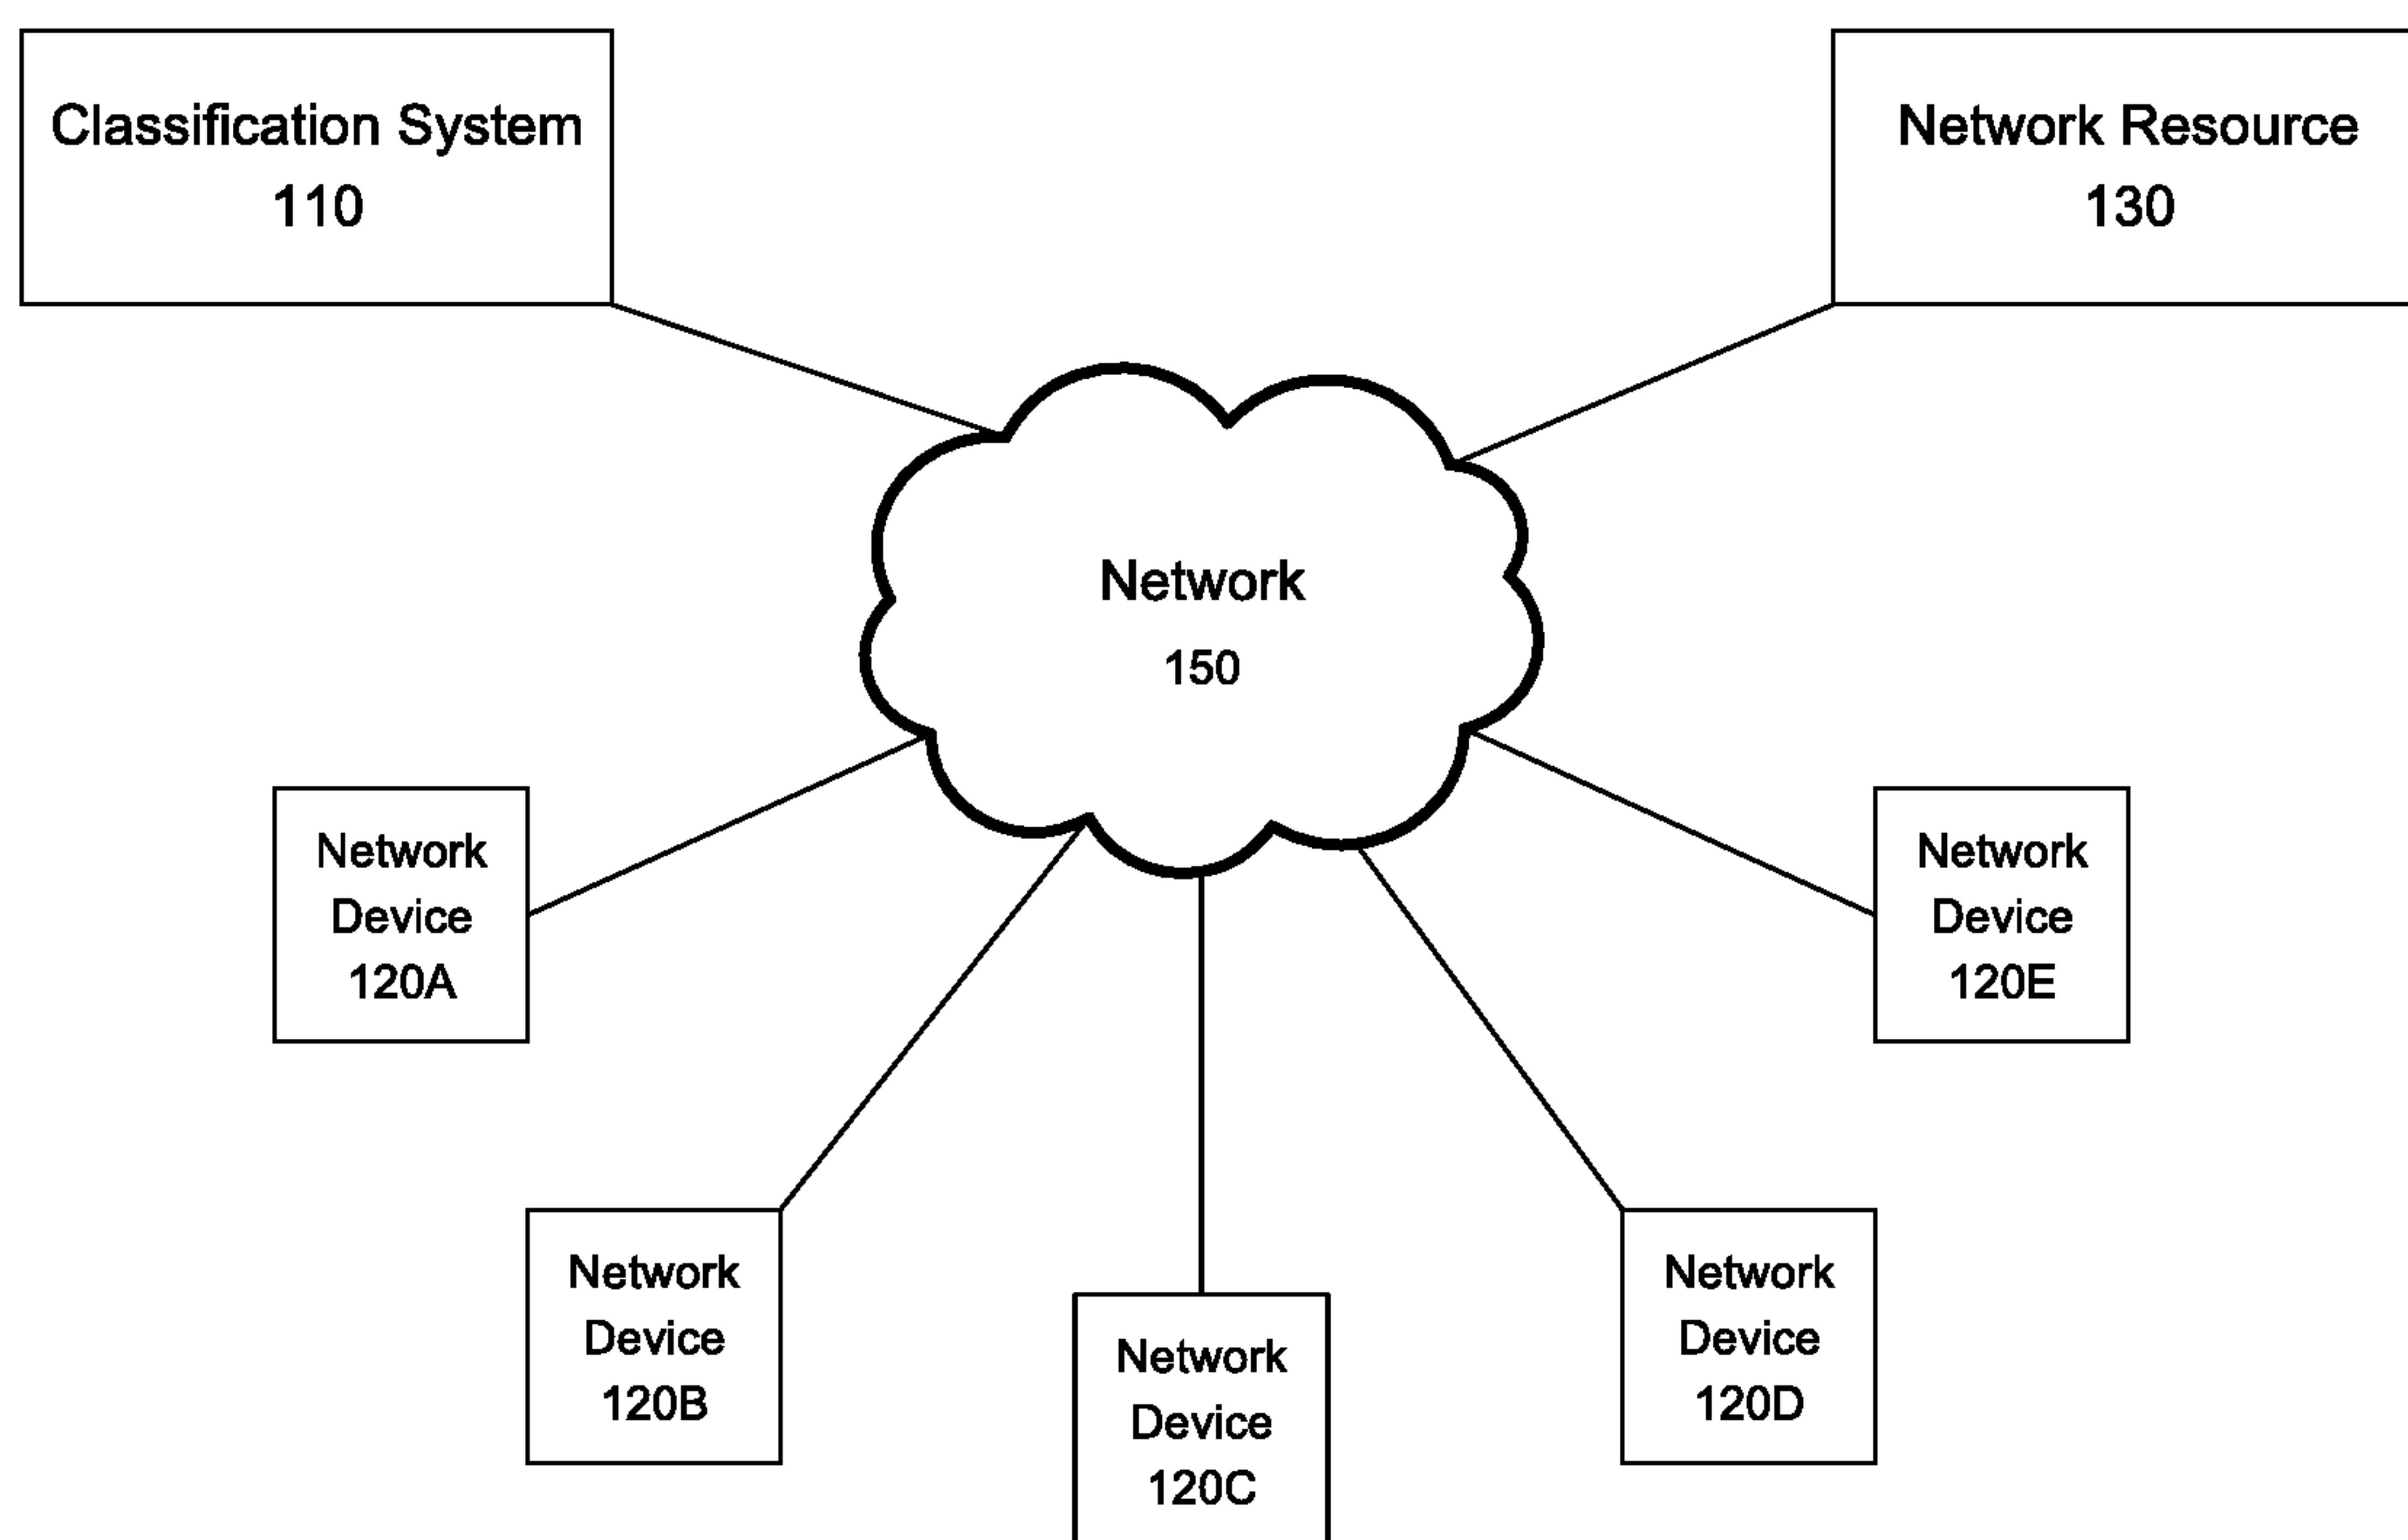 Classification System
110
Network Resource
130
Network
150
Network
Device
120A
Network
Device
120E
Network
Device
120B
Network
Device
120C
Network
Device
120D